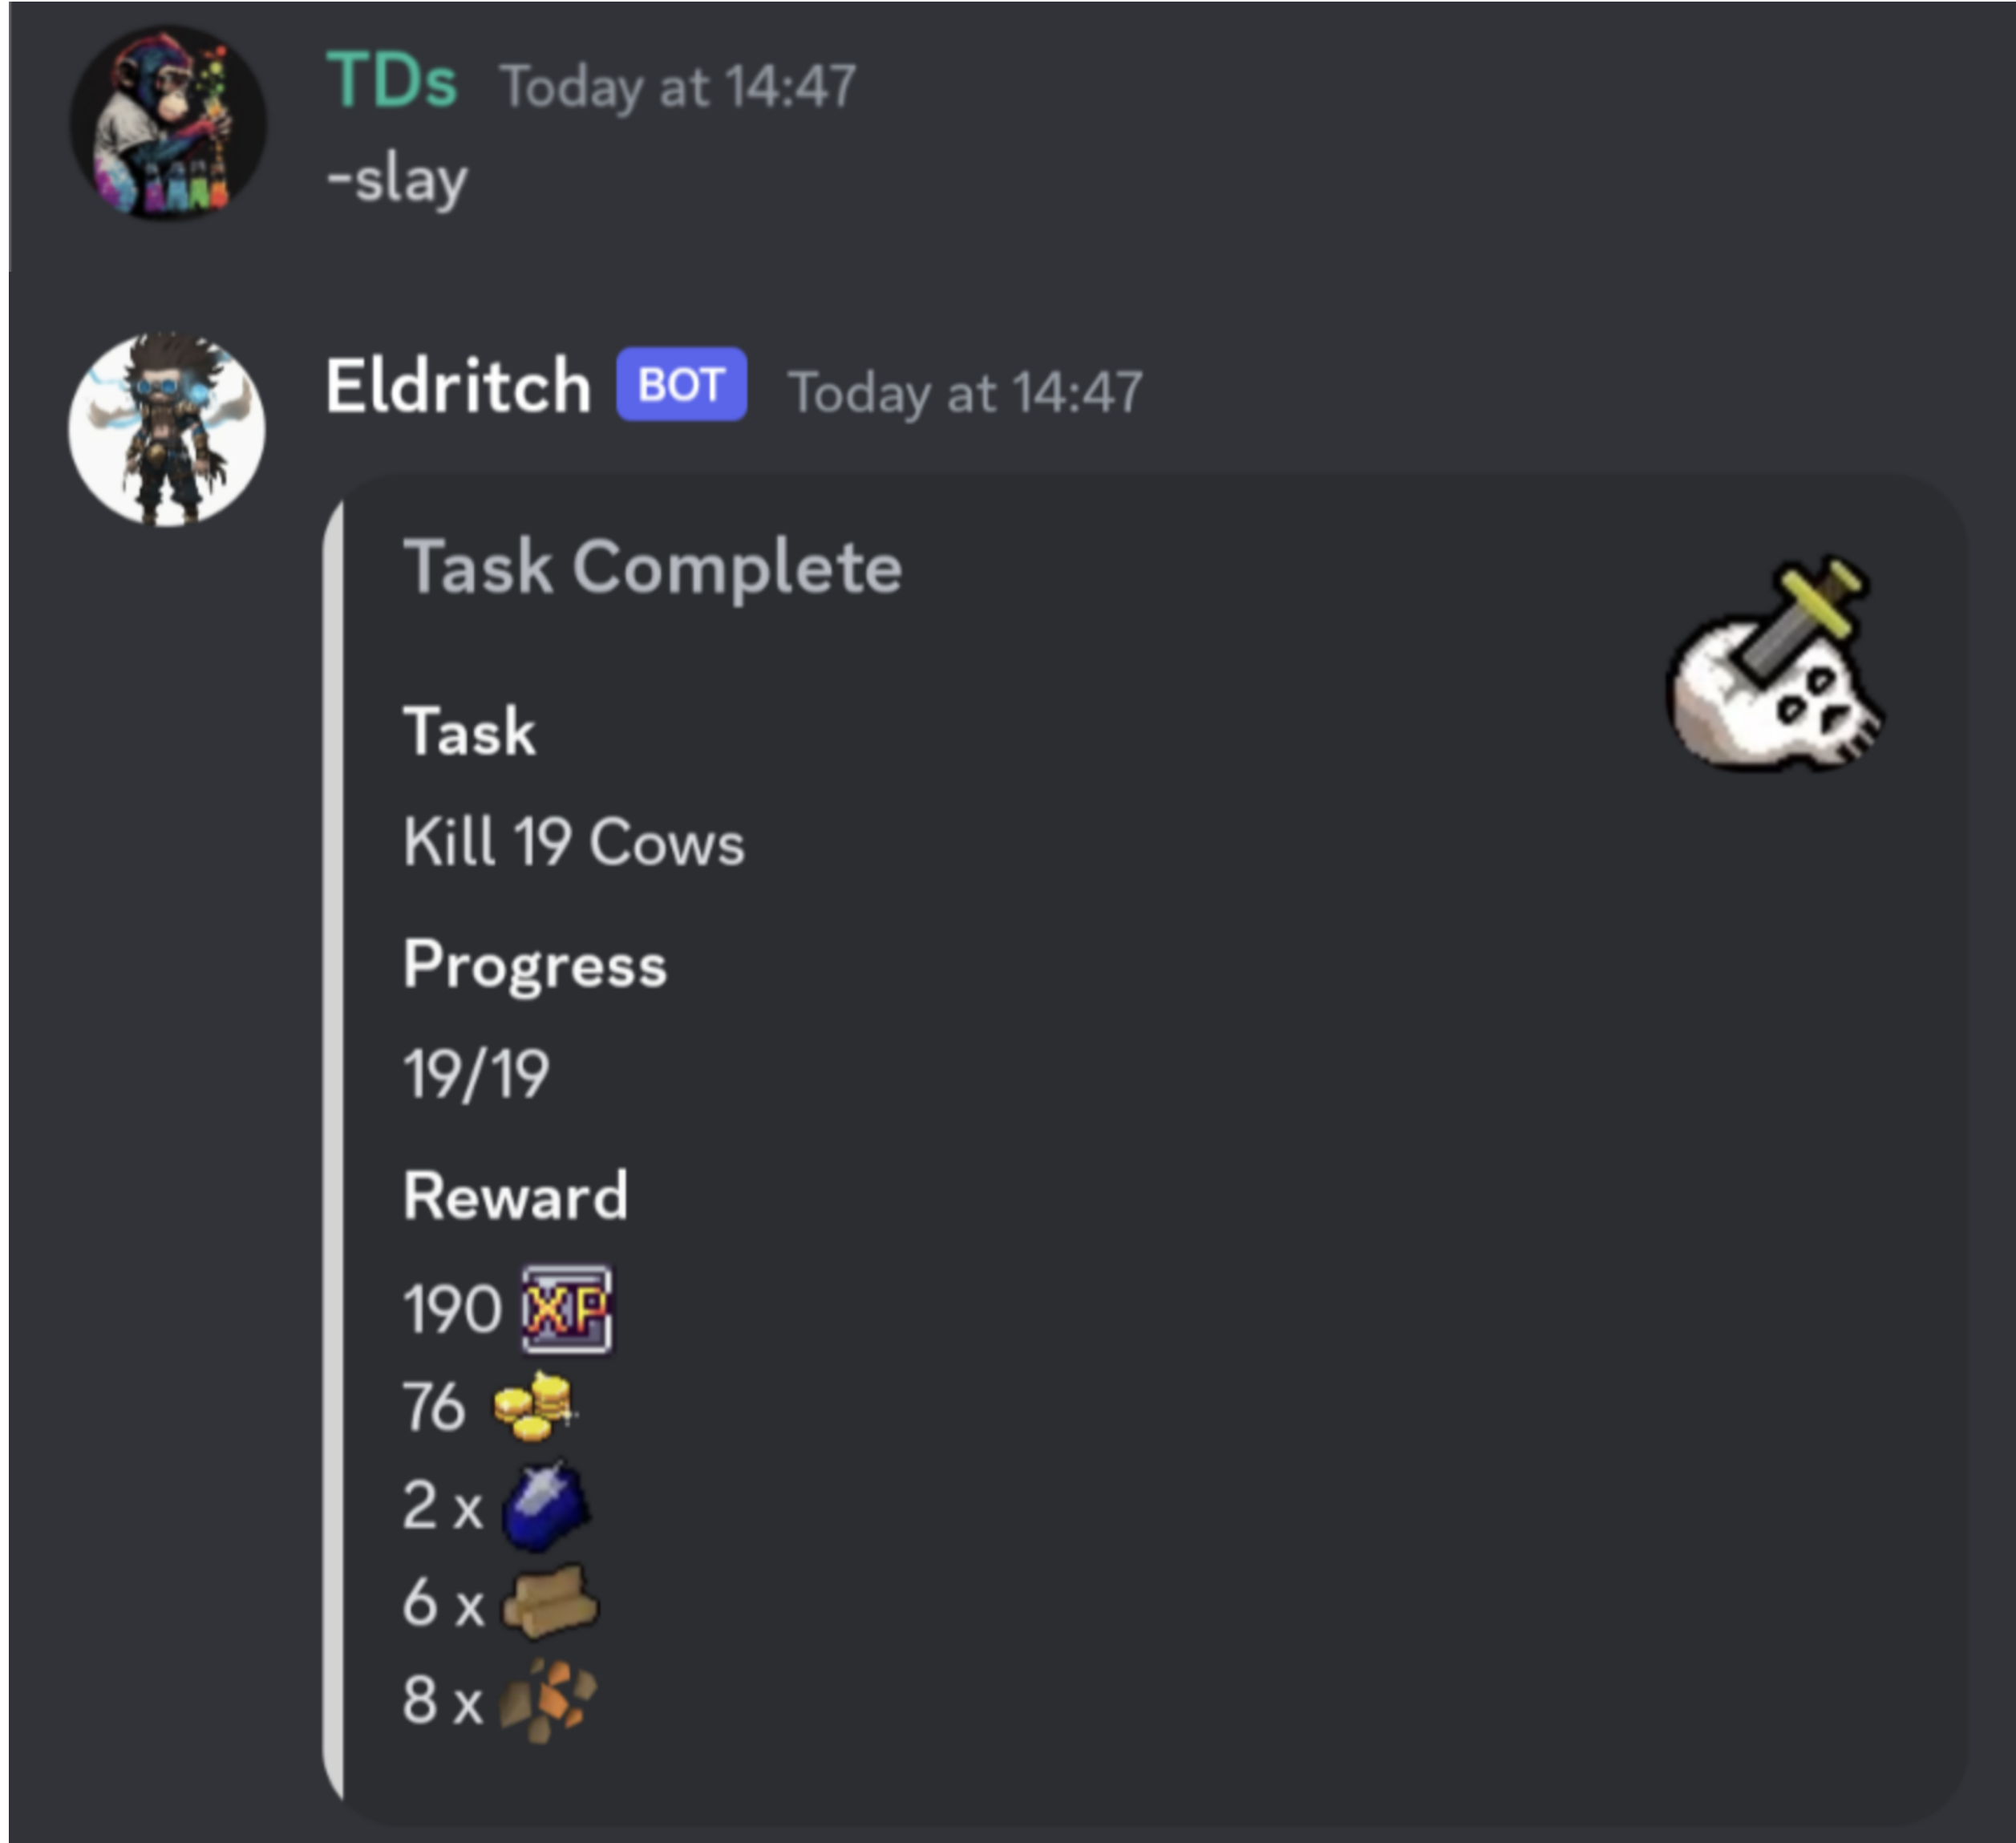 TDs Today at 14:47
-slay
Eldritch BOT Today at 14:47
Task Complete
Task
Kill 19 Cows
Progress
19/19
Reward
190 XP
76
2 x
6 x
8 x